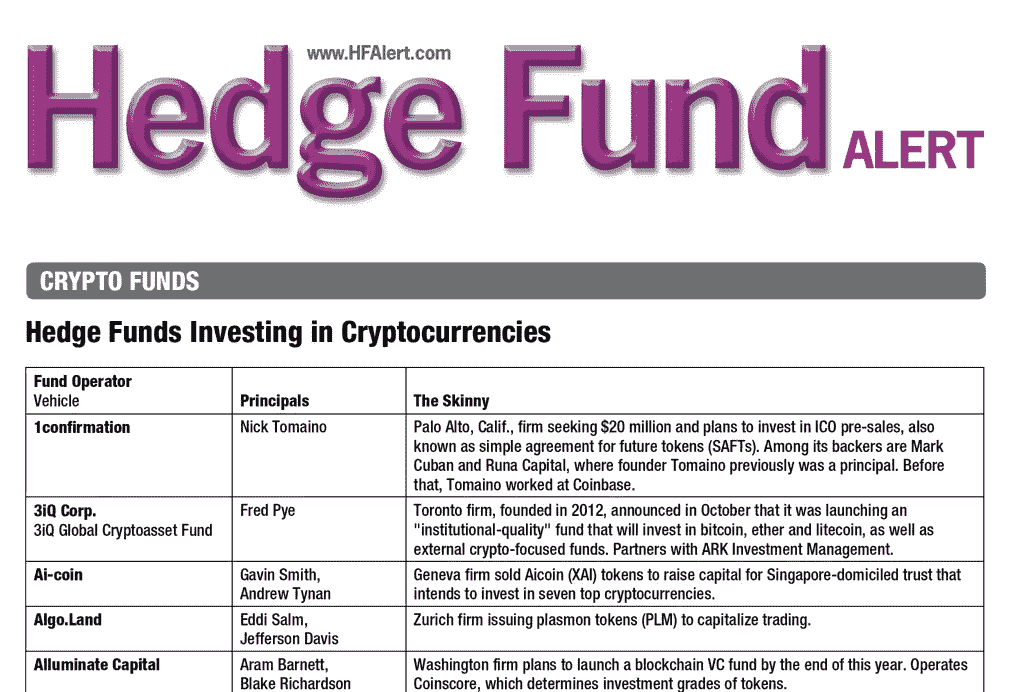 www.HFAlert.com
Hedge Fund ALERT
CRYPTO FUNDS
Hedge Funds Investing in Cryptocurrencies
Fund Operator
Vehicle
Principals
The Skinny
1confirmation
Nick Tomaino
Palo Alto, Calif., firm seeking $20 million and plans to invest in ICO pre-sales, also
known as simple agreement for future tokens (SAFTs). Among its backers are Mark
Cuban and Runa Capital, where founder Tomaino previously was a principal. Before
that, Tomaino worked at Coinbase.
3iQ Corp.
3iQ Global Cryptoasset Fund
Fred Pye
Toronto firm, founded in 2012, announced in October that it was launching an
"institutional-quality" fund that will invest in bitcoin, ether and litecoin, as well as
external crypto-focused funds. Partners with ARK Investment Management.
Ai-coin
Gavin Smith,
Andrew Tynan
Geneva firm sold Aicoin (XAI) tokens to raise capital for Singapore-domiciled trust that
intends to invest in seven top cryptocurrencies.
Algo.Land
Eddi Salm,
Jefferson Davis
Zurich firm issuing plasmon tokens (PLM) to capitalize trading.
Alluminate Capital
Aram Barnett,
Blake Richardson
Washington firm plans to launch a blockchain VC fund by the end of this year. Operates
Coinscore, which determines investment grades of tokens.